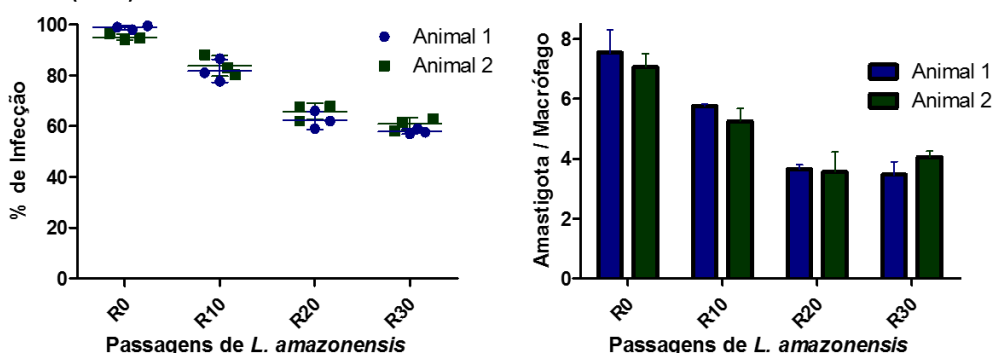 100
80
60
40
20
0
% de Infecção
Animal 1
Animal 2
R0
R10
R20
R30
Passagens de L. amazonensis
8
6
4
2
0
Amastigota / Macrófago
Animal 1
Animal 2
R0
R10
R20
R30
Passagens de L. amazonensis